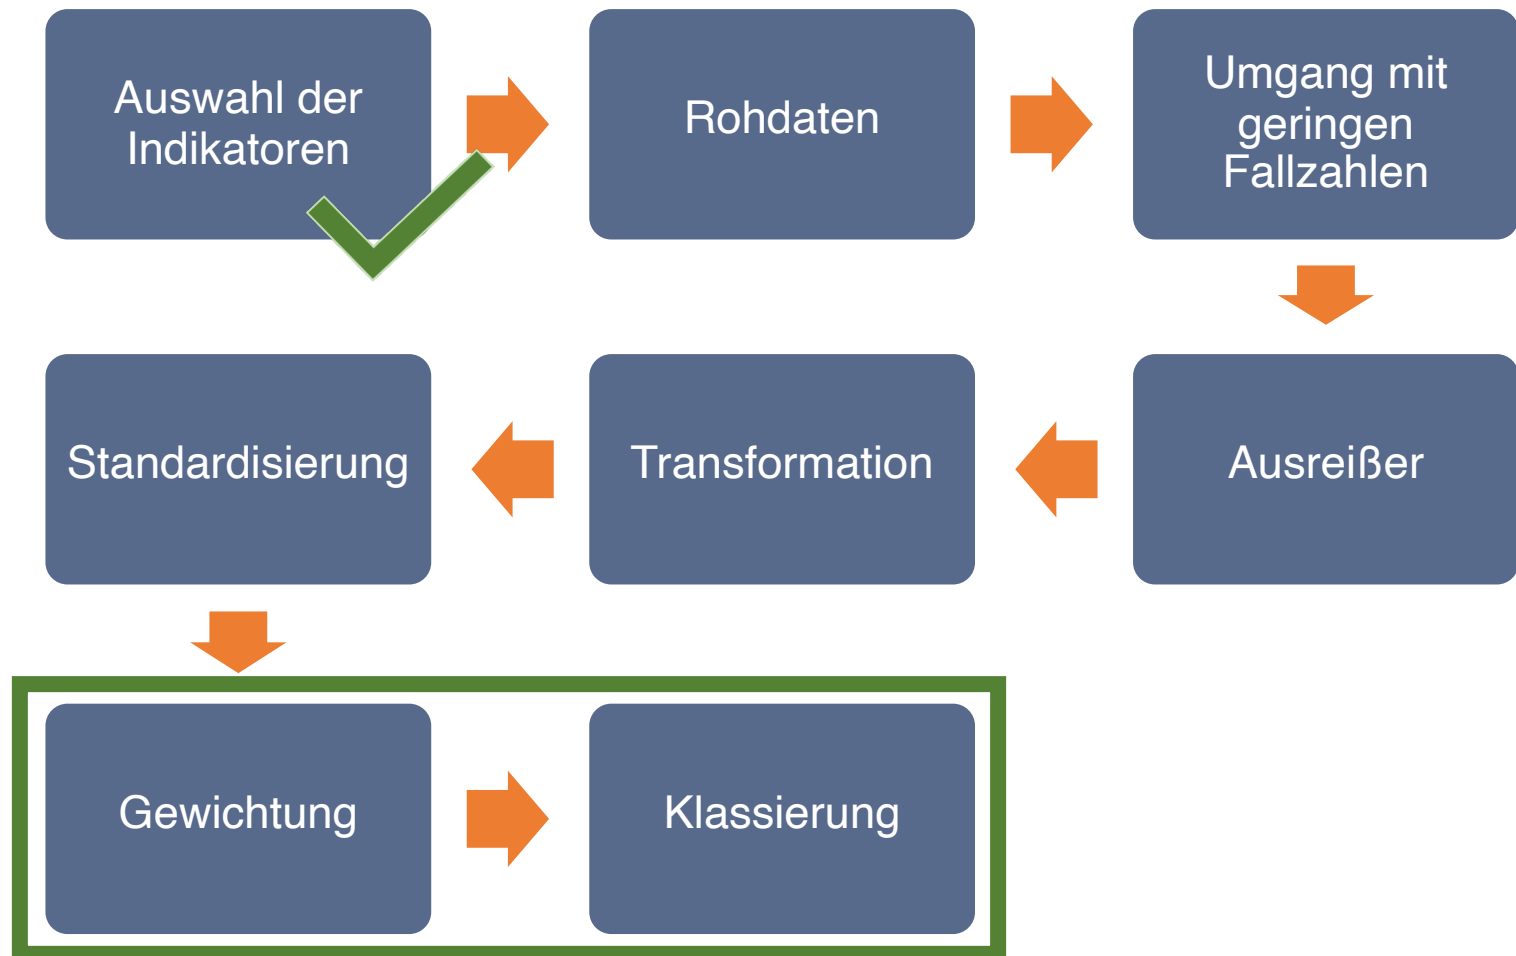 Auswahl der
Indikatoren
Rohdaten
Umgang mit
geringen
Fallzahlen
Ausreißer
Transformation
Standardisierung
Gewichtung
Klassierung